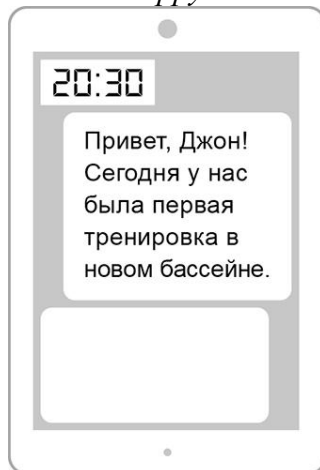 20:30
Привет, Джон!
Сегодня у нас
была первая
тренировка в
новом бассейне.